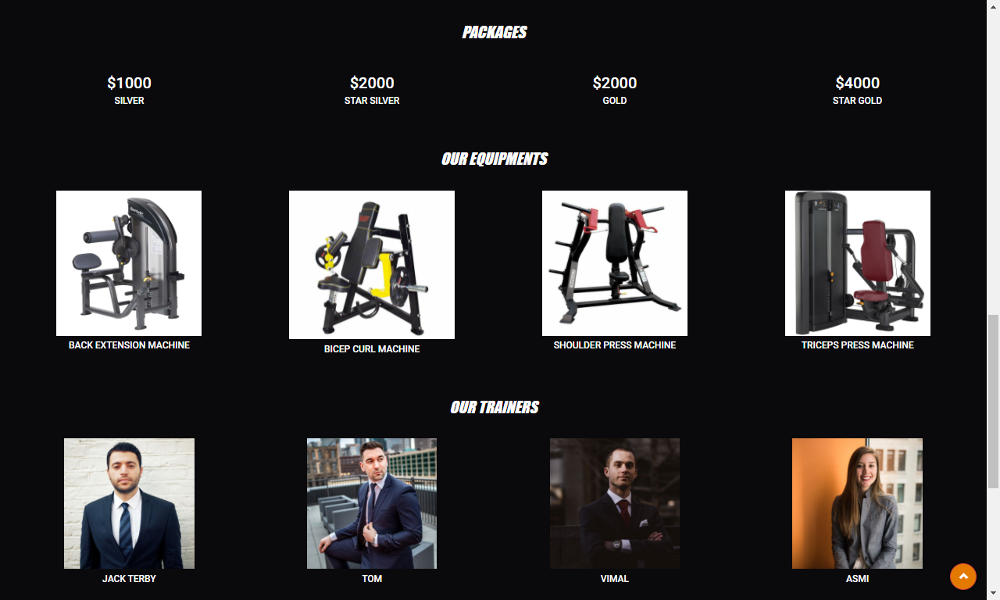 PACKAGES
$1000
SILVER
$2000
STAR SILVER
$2000
GOLD
$4000
STAR GOLD
OUR EQUIPMENTS
BACK EXTENSION MACHINE
BICEP CURL MACHINE
SHOULDER PRESS MACHINE
TRICEPS PRESS MACHINE
OUR TRAINERS
JACK TERBY
TOM
VIMAL
ASMI